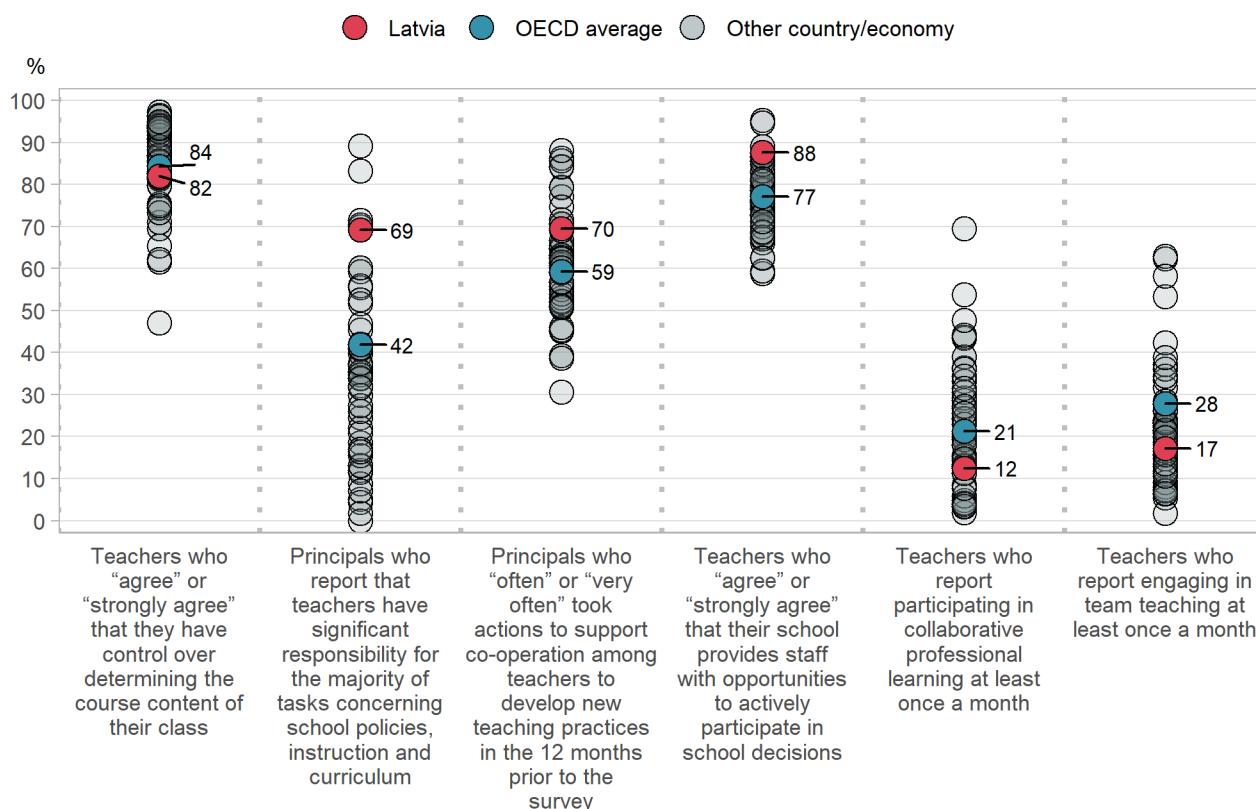 Latvia OECD average Other country/economy
%
100
90
80
70
60
50
40
30
20
10
0
84
82
69
42
70
59
88
77
21
12
28
17
Teachers who
“agree” or
“strongly agree”
that they have
control over
determining the
course content of
their class
Principals who
report that
teachers have
significant
responsibility for
the majority of
tasks concerning
school policies,
instruction and
curriculum
Principals who
“often” or “very
often” took
actions to support
co-operation among
teachers to
develop new
teaching practices
in the 12 months
prior to the
survey
Teachers who
“agree” or
“strongly agree”
that their school
provides staff
with opportunities
to actively
participate in
school decisions
Teachers who
report
participating in
collaborative
professional
learning at least
once a month
Teachers who
report engaging in
team teaching at
least once a month